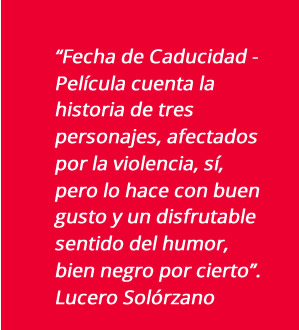 “Fecha de Caducidad -
Película cuenta la
historia de tres
personajes, afectados
por la violencia, sí,
pero lo hace con buen
gusto y un disfrutable
sentido del humor,
bien negro por cierto”.
Lucero Solórzano